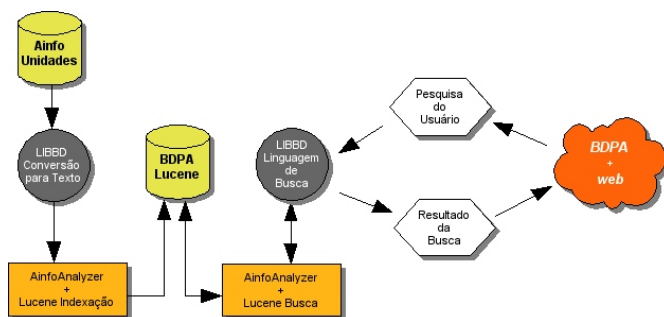 Ainfo
Unidades
LIBBD
Conversão
para Texto
AinfoAnalyzer
+
Lucene Indexação
BDPA
Lucene
LIBBD
Linguagem
de
Busca
AinfoAnalyzer
+
Lucene Busca
Pesquisa
do
Usuário
Resultado
da
Busca
BDPA
+
web